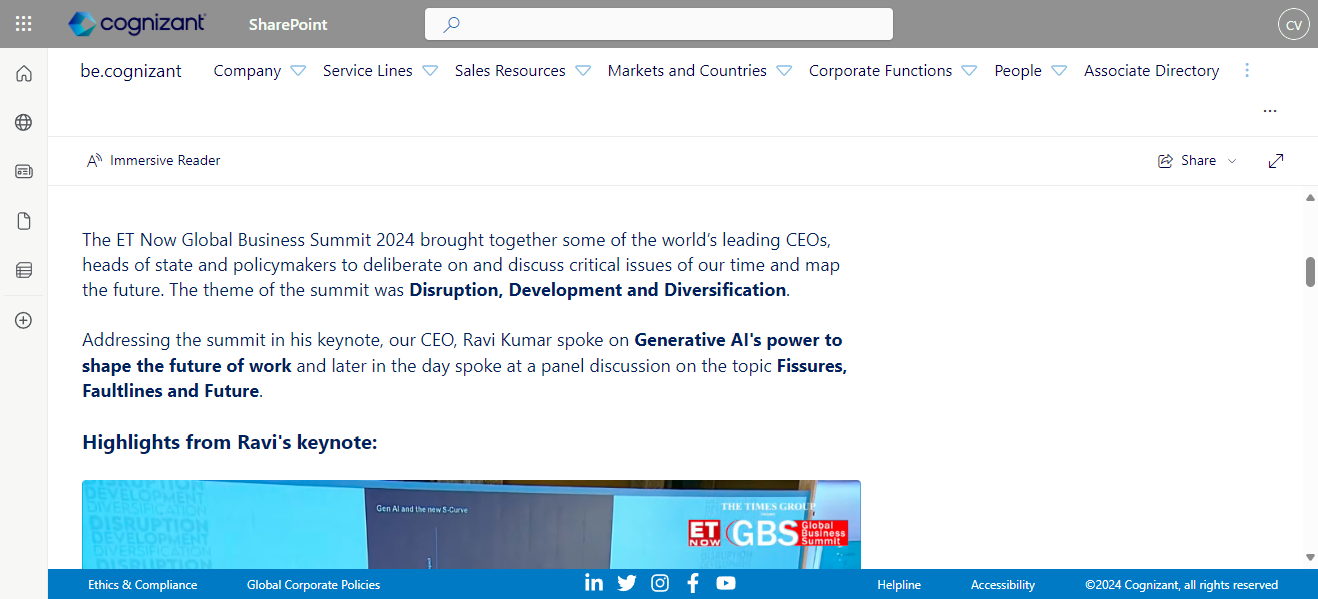 cognizant
SharePoint
CV
be.cognizant
Company
Service Lines
Sales Resources
Markets and Countries
Corporate Functions
People
Associate Directory
Immersive Reader
Share
The ET Now Global Business Summit 2024 brought together some of the world’s leading CEOs,
heads of state and policymakers to deliberate on and discuss critical issues of our time and map
the future. The theme of the summit was Disruption, Development and Diversification.
Addressing the summit in his keynote, our CEO, Ravi Kumar spoke on Generative AI's power to
shape the future of work and later in the day spoke at a panel discussion on the topic Fissures,
Faultlines and Future.
Highlights from Ravi's keynote:
DISRUPTION
DEVELOPMENT
DIVERSIFICATION
DISRUPTION
DEVELOPMENT
DIVERSIFICATION
DISRUPTION
Gen AI and the new S-Curve
THE TIMES GROUP
ET
NOW
GBS
Global
Business
Summit
Ethics & Compliance
Global Corporate Policies
Helpline
Accessibility
©2024 Cognizant, all rights reserved